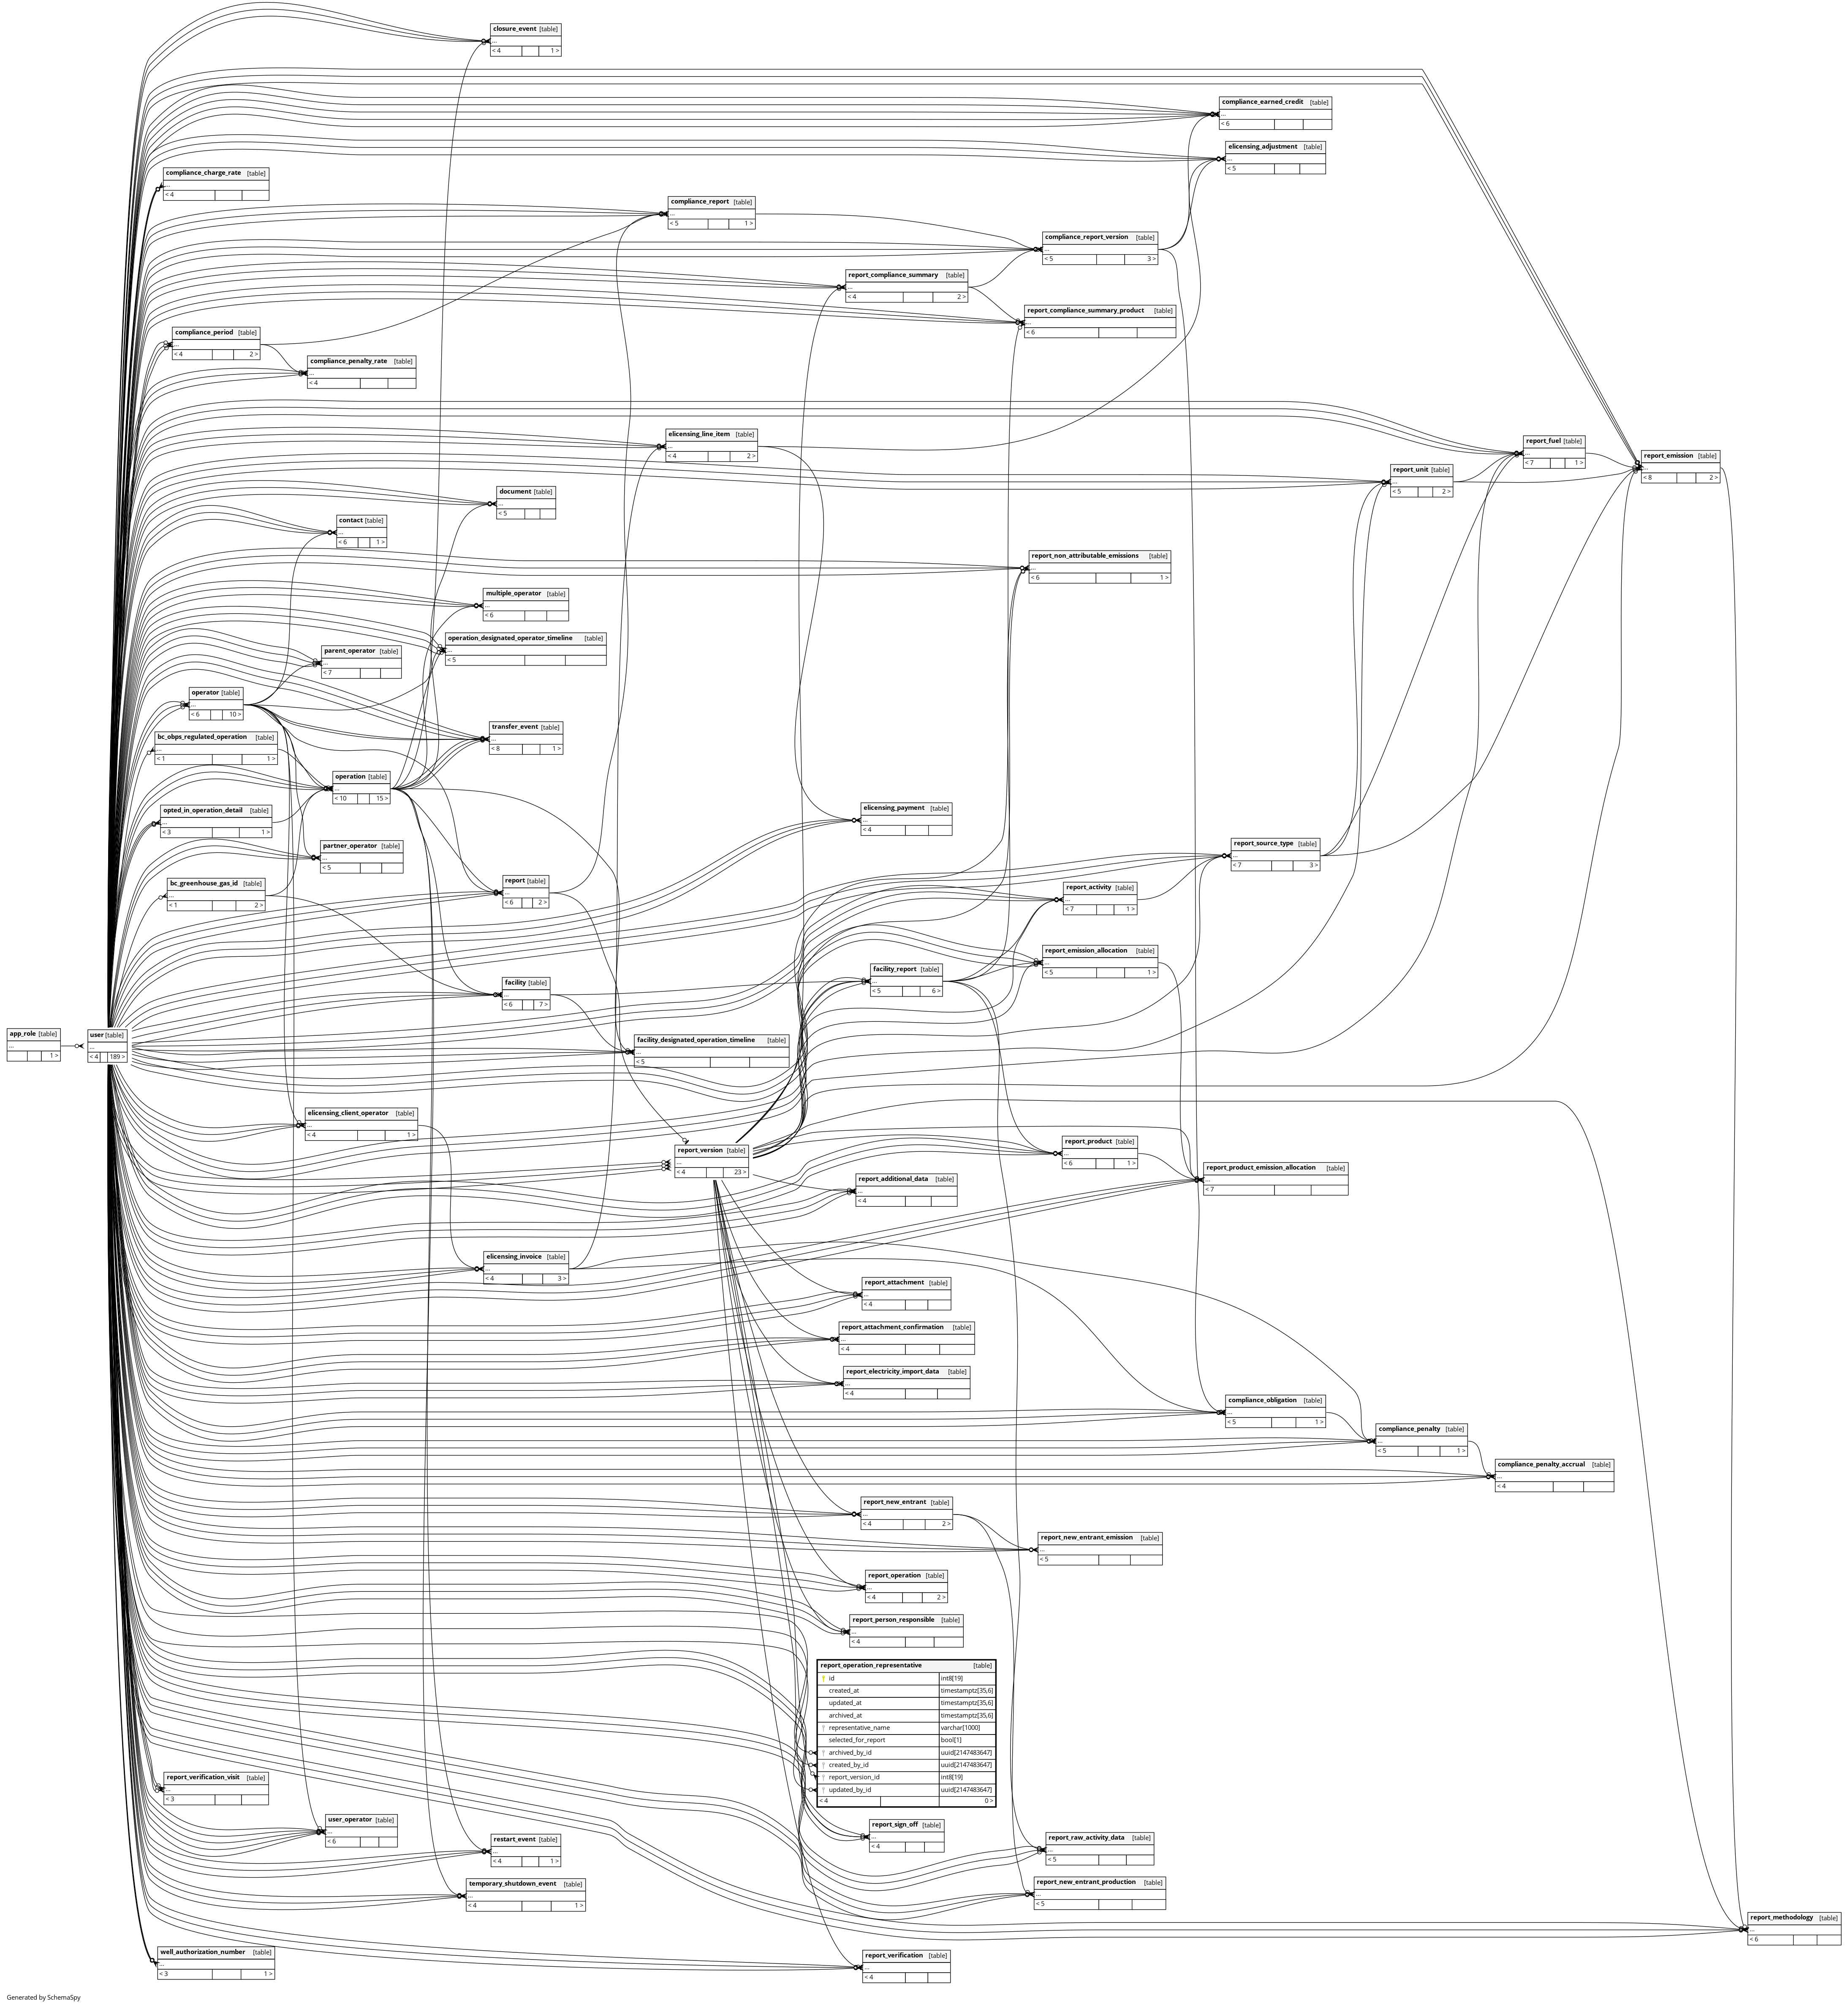 closure_event [table]
...
< 4 1 >
compliance_earned_credit [table]
...
< 6
elicensing_adjustment [table]
...
< 5
compliance_charge_rate [table]
...
< 4
compliance_report [table]
...
< 5 1 >
compliance_report_version [table]
...
< 5 3 >
report_compliance_summary [table]
...
< 4 2 >
report_compliance_summary_product [table]
...
< 6
compliance_period [table]
...
< 4 2 >
compliance_penalty_rate [table]
...
< 4
elicensing_line_item [table]
...
< 4 2 >
report_fuel [table]
...
< 7 1 >
report_emission [table]
...
< 8 2 >
report_unit [table]
...
< 5 2 >
document [table]
...
< 5
contact [table]
...
< 6 1 >
report_non_attributable_emissions [table]
...
< 6 1 >
multiple_operator [table]
...
< 6
operation_designated_operator_timeline [table]
...
< 5
parent_operator [table]
...
< 7
operator [table]
...
< 6 10 >
transfer_event [table]
...
< 8 1 >
bc_obps_regulated_operation [table]
...
< 1 1 >
operation [table]
...
< 10 15 >
opted_in_operation_detail [table]
...
< 3 1 >
elicensing_payment [table]
...
< 4
partner_operator [table]
...
< 5
report_source_type [table]
...
< 7 3 >
bc_greenhouse_gas_id [table]
...
< 1 2 >
report [table]
...
< 6 2 >
report_activity [table]
...
< 7 1 >
report_emission_allocation [table]
...
< 5 1 >
facility_report [table]
...
< 5 6 >
facility [table]
...
< 6 7 >
app_role [table]
...
1 >
user [table]
...
< 4 189 >
facility_designated_operation_timeline [table]
...
< 5
elicensing_client_operator [table]
...
< 4 1 >
report_version [table]
...
< 4 23 >
report_product [table]
...
< 6 1 >
report_product_emission_allocation [table]
...
< 7
report_additional_data [table]
...
< 4
elicensing_invoice [table]
...
< 4 3 >
report_attachment [table]
...
< 4
report_attachment_confirmation [table]
...
< 4
report_electricity_import_data [table]
...
< 4
compliance_obligation [table]
...
< 5 1 >
compliance_penalty [table]
...
< 5 1 >
compliance_penalty_accrual [table]
...
< 4
report_new_entrant [table]
...
< 4 2 >
report_new_entrant_emission [table]
...
< 5
report_operation [table]
...
< 4 2 >
report_person_responsible [table]
...
< 4
report_operation_representative [table]
id int8[19]
created_at timestamptz[35,6]
updated_at timestamptz[35,6]
archived_at timestamptz[35,6]
representative_name varchar[1000]
selected_for_report bool[1]
archived_by_id uuid[2147483647]
created_by_id uuid[2147483647]
report_version_id int8[19]
updated_by_id uuid[2147483647]
< 4 0 >
report_verification_visit [table]
...
< 3
user_operator [table]
...
< 6
report_sign_off [table]
...
< 4
restart_event [table]
...
< 4 1 >
report_raw_activity_data [table]
...
< 5
temporary_shutdown_event [table]
...
< 4 1 >
report_new_entrant_production [table]
...
< 5
report_methodology [table]
...
< 6
well_authorization_number [table]
...
< 3 1 >
report_verification [table]
...
< 4
Generated by SchemaSpy